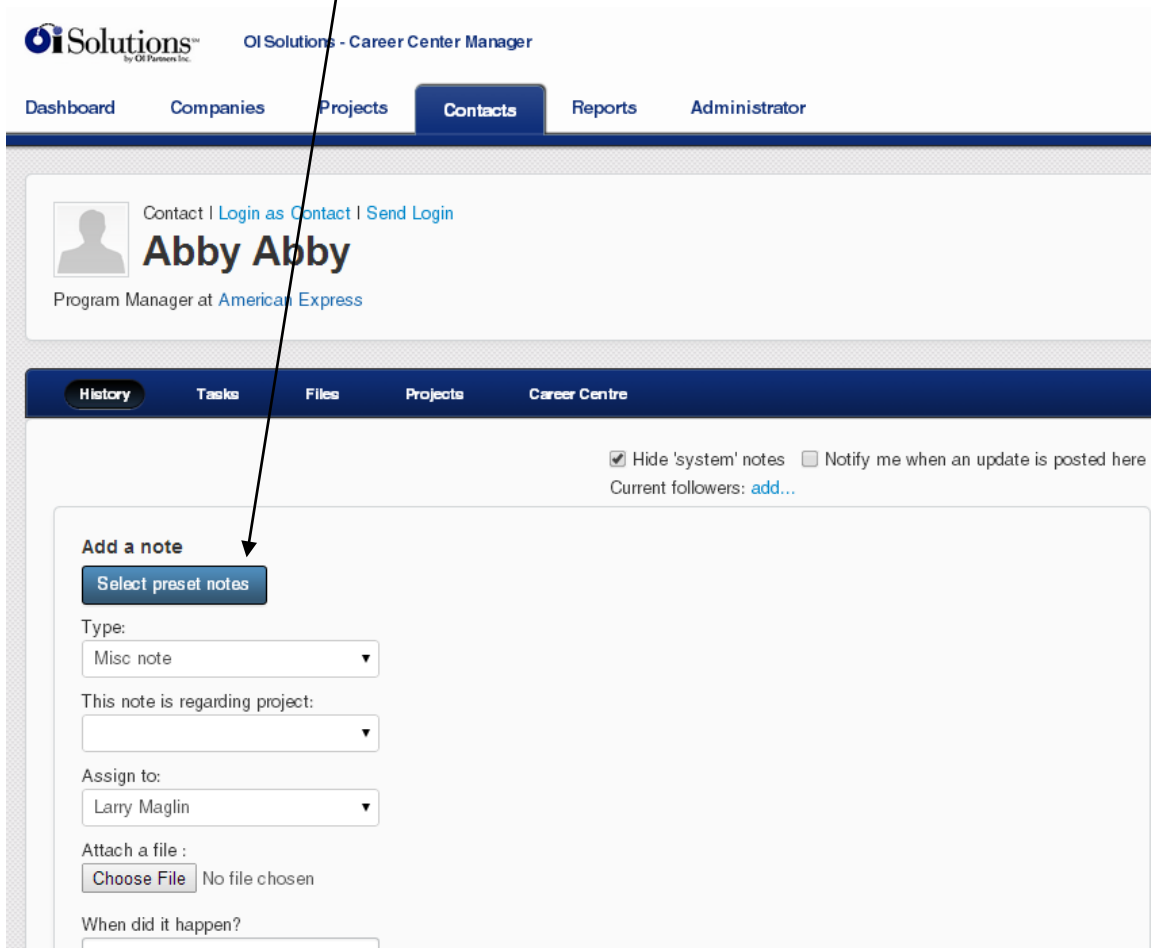 OiSolutions℠ OI Solutions - Career Center Manager
by OI Partners Inc.
Dashboard Companies Projects Contacts Reports Administrator
Contact | Login as Contact | Send Login
Abby Abby
Program Manager at American Express
History Tasks Files Projects Career Centre
Hide 'system' notes Notify me when an update is posted here
Current followers: add...
Add a note
Select preset notes
Type:
Misc note
This note is regarding project:
Assign to:
Larry Maglin
Attach a file :
Choose File No file chosen
When did it happen?